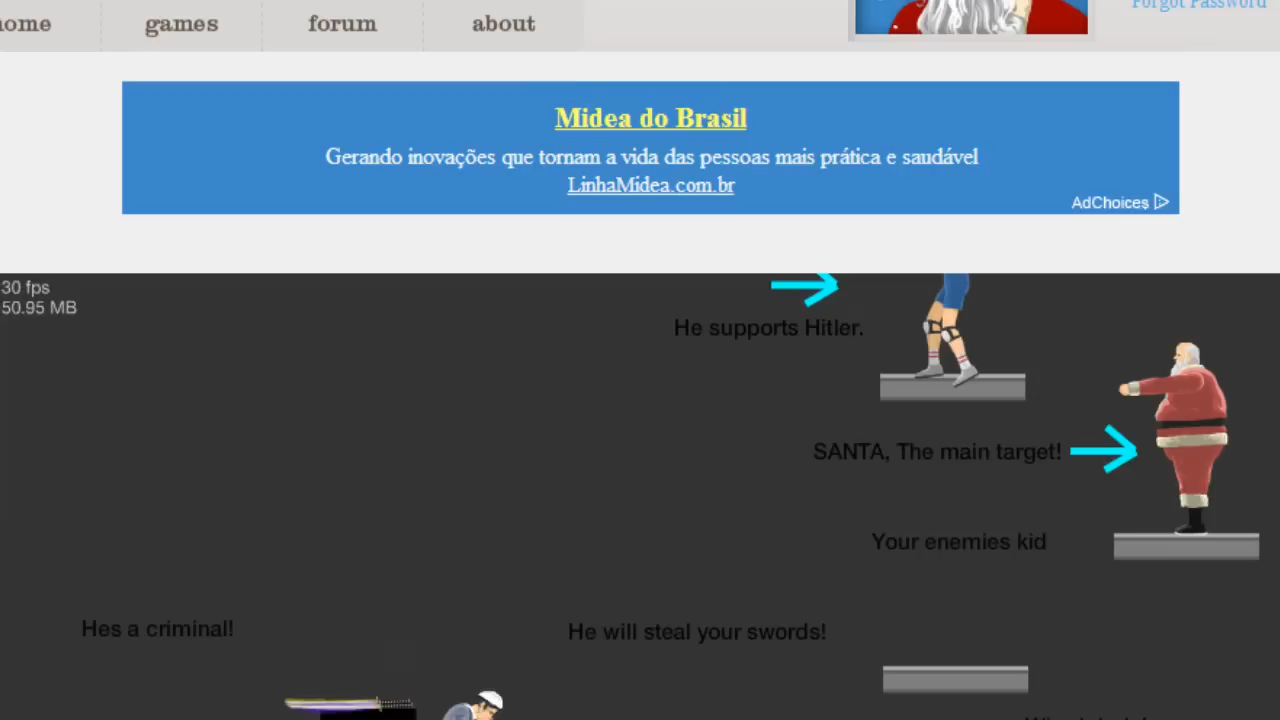 home games forum about
Forgot Password
Midea do Brasil
Gerando inovações que tornam a vida das pessoas mais prática e saudável
LinhaMidea.com.br
AdChoices
30 fps
50.95 MB
He supports Hitler.
SANTA, The main target!
Your enemies kid
Hes a criminal!
He will steal your swords!